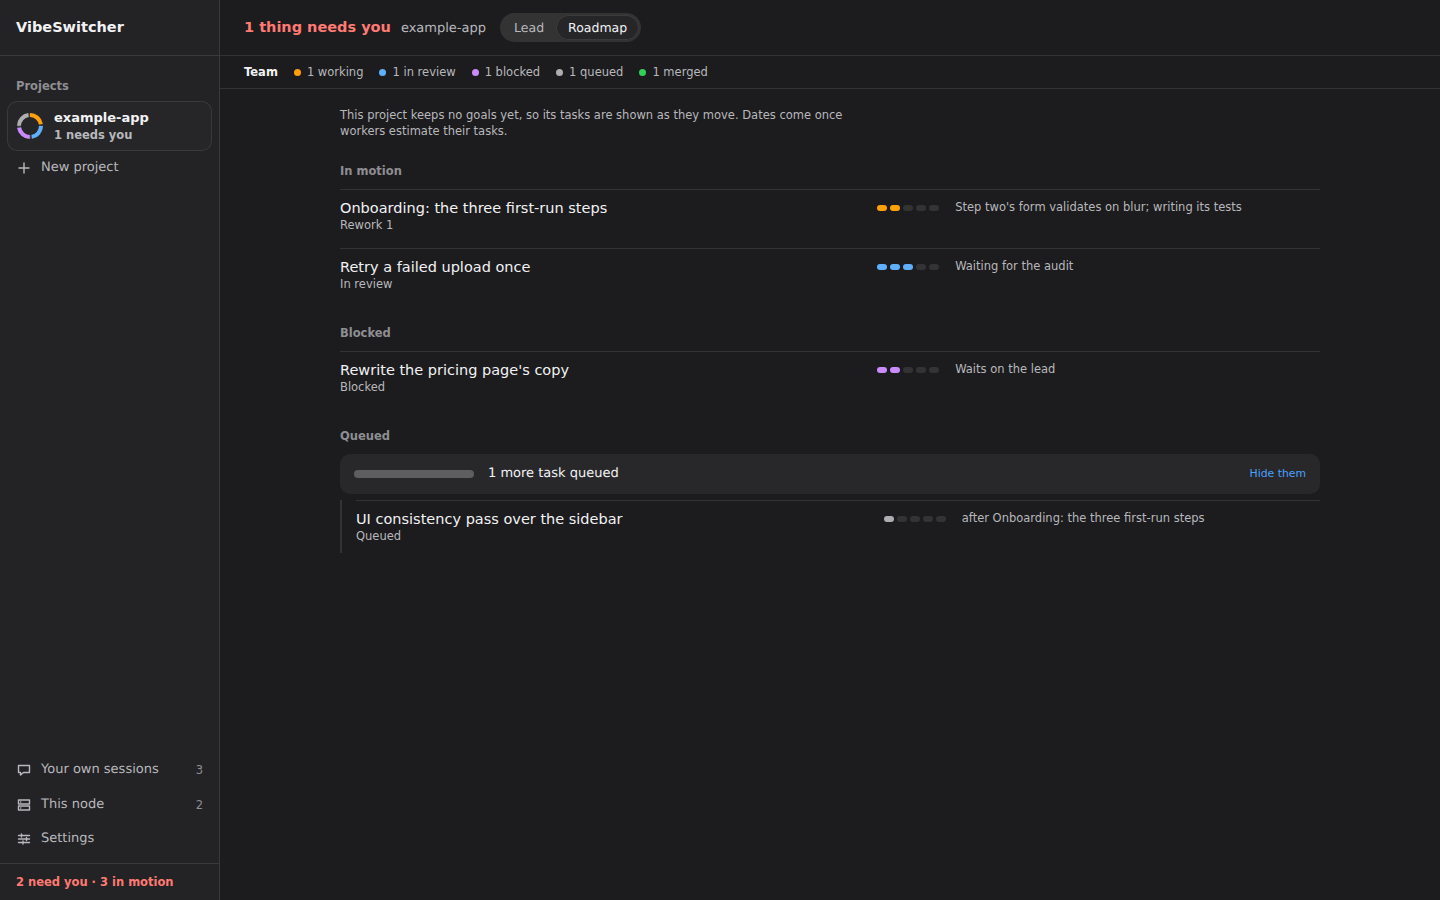 VibeSwitcher
1 thing needs you example-app Lead Roadmap
Team 1 working 1 in review 1 blocked 1 queued 1 merged
Projects
example-app
1 needs you
New project
This project keeps no goals yet, so its tasks are shown as they move. Dates come once
workers estimate their tasks.
In motion
Onboarding: the three first-run steps
Rework 1
Step two's form validates on blur; writing its tests
Retry a failed upload once
In review
Waiting for the audit
Blocked
Rewrite the pricing page's copy
Blocked
Waits on the lead
Queued
1 more task queued
Hide them
UI consistency pass over the sidebar
Queued
after Onboarding: the three first-run steps
Your own sessions 3
This node 2
Settings
2 need you · 3 in motion